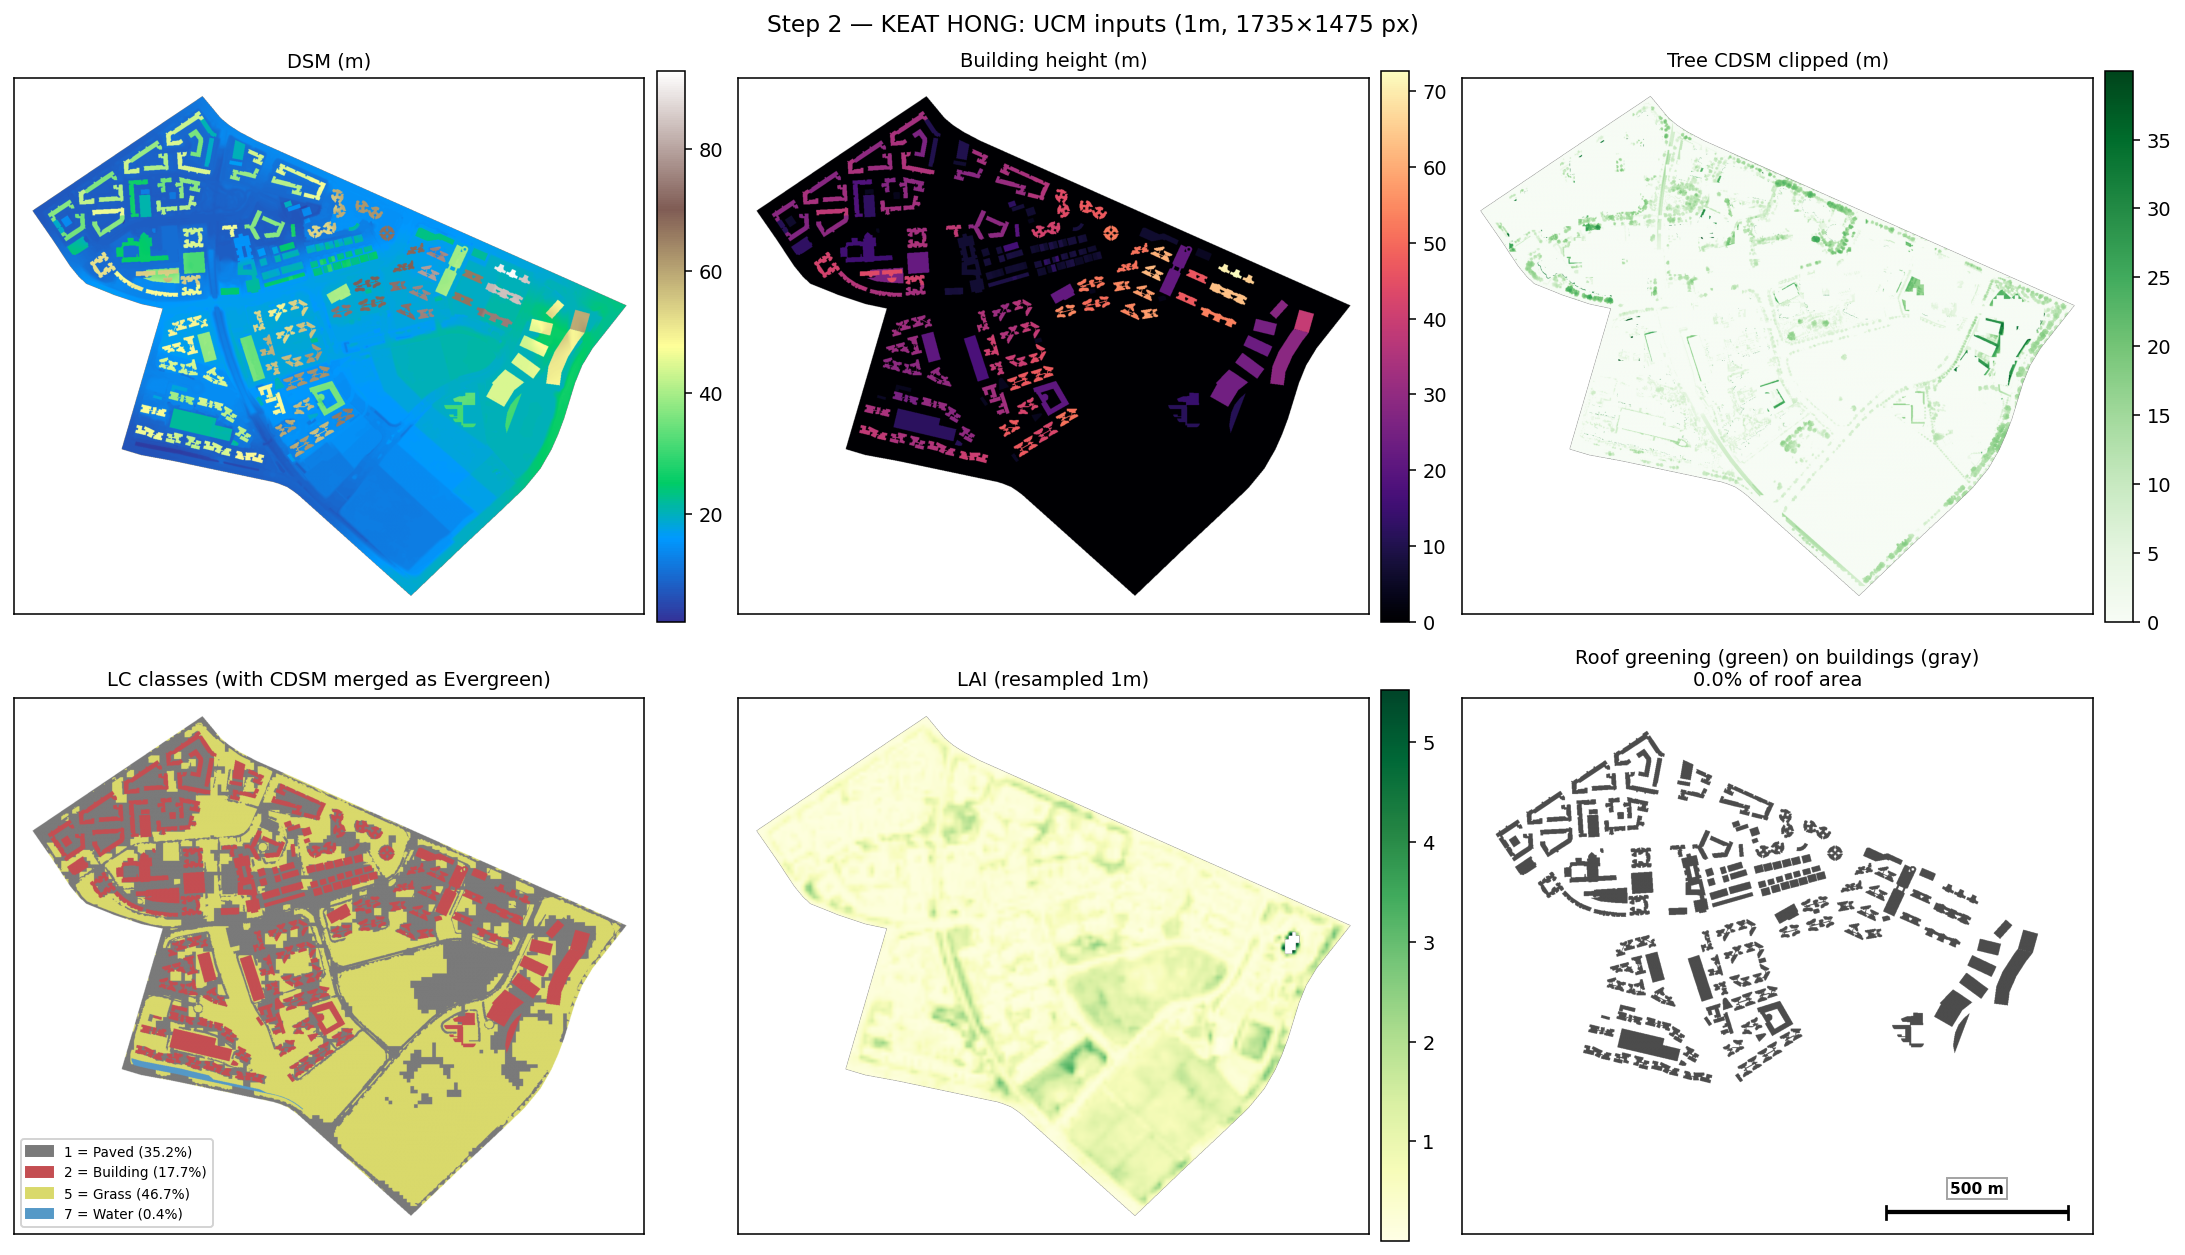 Step 2 — KEAT HONG: UCM inputs (1m, 1735×1475 px)
DSM (m)
80
60
40
20
Building height (m)
70
60
50
40
30
20
10
0
Tree CDSM clipped (m)
35
30
25
20
15
10
5
0
LC classes (with CDSM merged as Evergreen)
1 = Paved (35.2%)
2 = Building (17.7%)
5 = Grass (46.7%)
7 = Water (0.4%)
LAI (resampled 1m)
5
4
3
2
1
Roof greening (green) on buildings (gray)
0.0% of roof area
500 m